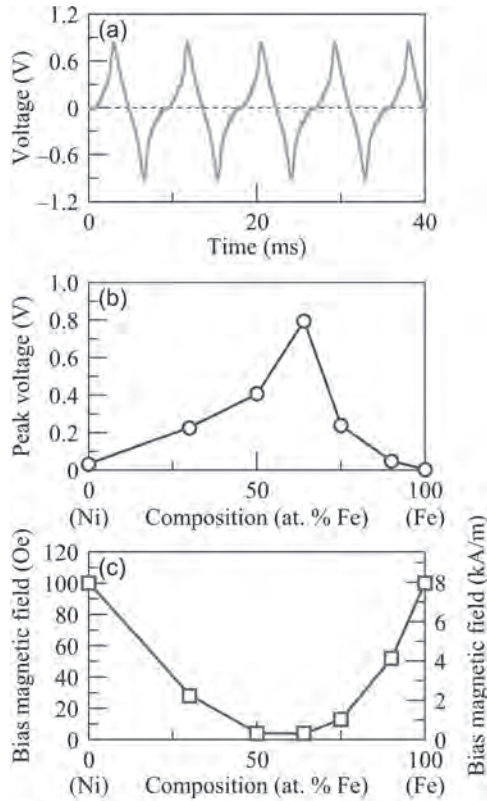 1.2
(a)
0.6
0
−0.6
−1.2
Voltage (V)
0 20 40
Time (ms)
1.0
(b)
0.8
0.6
0.4
0.2
0
Peak voltage (V)
0 50 100
(Ni) Composition (at. % Fe) (Fe)
120
(c)
100
80
60
40
20
0
Bias magnetic field (Oe)
8
6
4
2
0
Bias magnetic field (kA/m)
0 50 100
(Ni) Composition (at. % Fe) (Fe)